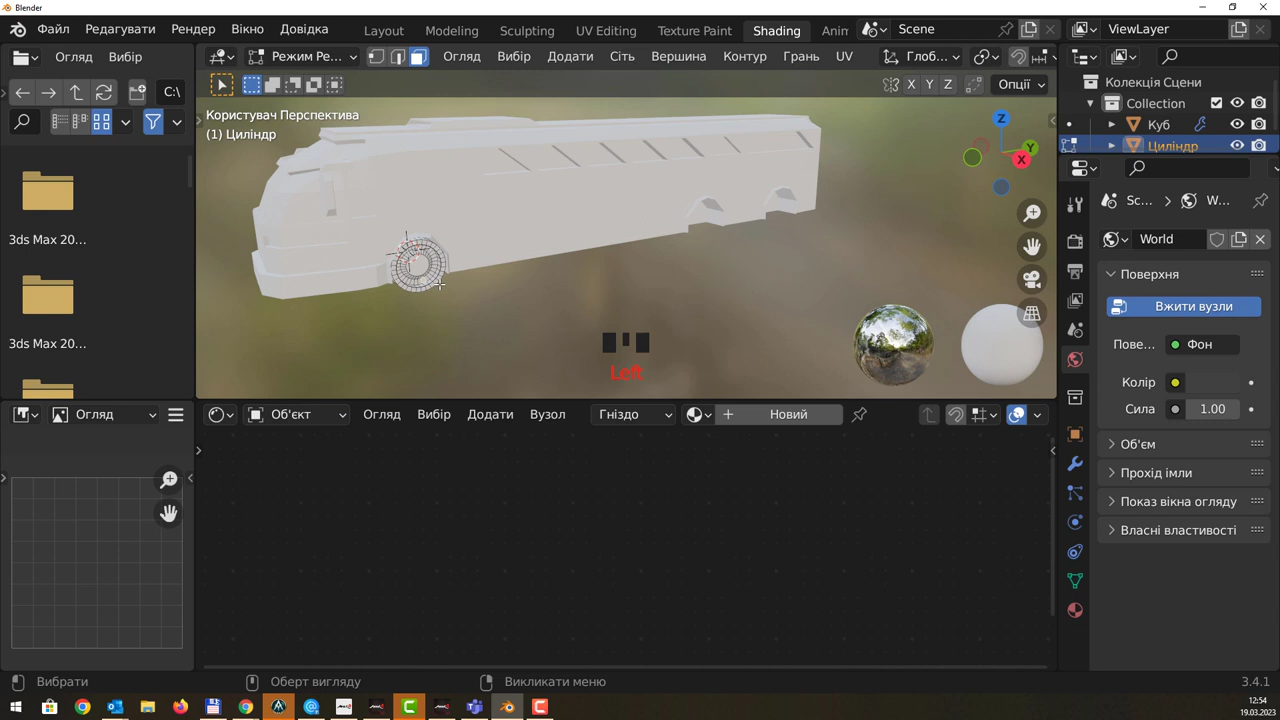 Blender
Файл Редагувати Рендер Вікно Довідка Layout Modeling Sculpting UV Editing Texture Paint Shading Anin Scene ViewLayer
Огляд Вибір Режим Ре... Огляд Вибір Додати Сіть Вершина Контур Грань UV Глоб...
C:\ X Y Z Опції
Колекція Сцени
Collection
Куб
Циліндр
Користувач Перспектива
(1) Циліндр
Z
Y
X
3ds Max 20...
3ds Max 20...
Sc... W...
World
Поверхня
Вжити вузли
Пове... Фон
Колір
Сила 1.00
Об'єм
Прохід імли
Показ вікна огляду
Власні властивості
Left
Огляд Об'єкт Огляд Вибір Додати Вузол Гніздо Новий
Вибрати Оберт вигляду Викликати меню 3.4.1
12:54
19.03.2023